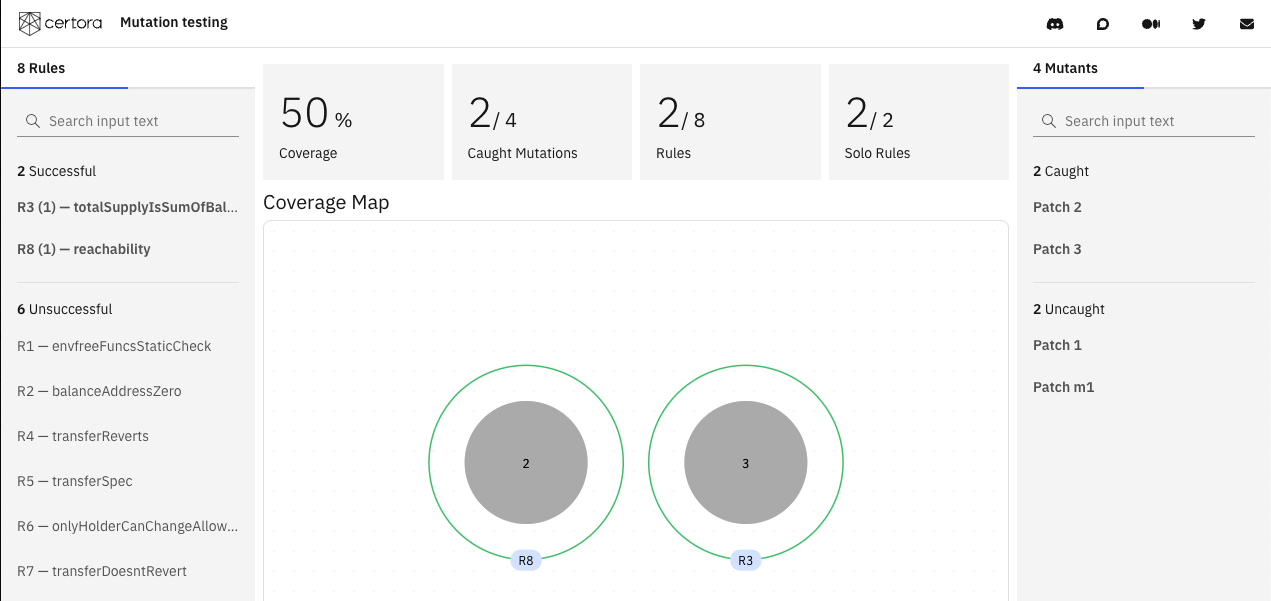 certora Mutation testing
8 Rules
Search input text
2 Successful
R3 (1) — totalSupplyIsSumOfBal...
R8 (1) — reachability
6 Unsuccessful
R1 — envfreeFuncsStaticCheck
R2 — balanceAddressZero
R4 — transferReverts
R5 — transferSpec
R6 — onlyHolderCanChangeAllow...
R7 — transferDoesntRevert
50 %
Coverage
2/ 4
Caught Mutations
2/ 8
Rules
2/ 2
Solo Rules
Coverage Map
2
R8
3
R3
4 Mutants
Search input text
2 Caught
Patch 2
Patch 3
2 Uncaught
Patch 1
Patch m1